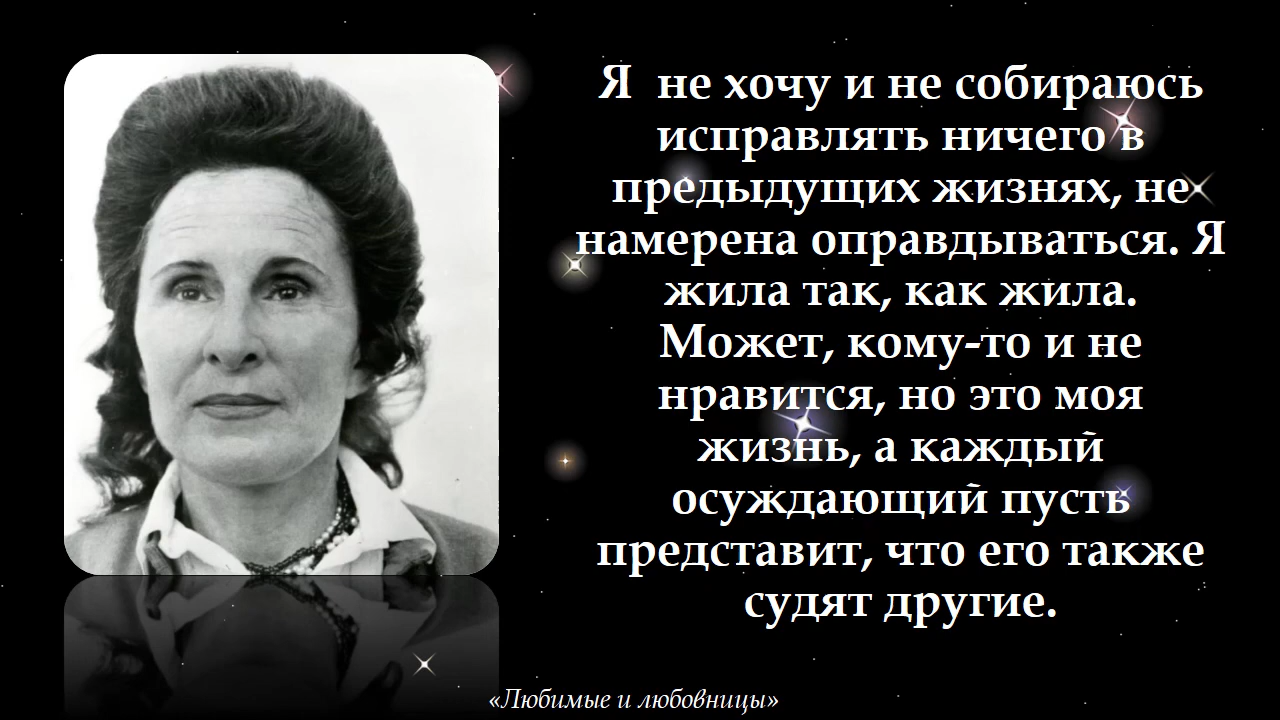 Я не хочу и не собираюсь
исправлять ничего в
предыдущих жизнях, не
намерена оправдываться. Я
жила так, как жила.
Может, кому-то и не
нравится, но это моя
жизнь, а каждый
осуждающий пусть
представит, что его также
судят другие.
«Любимые и любовницы»